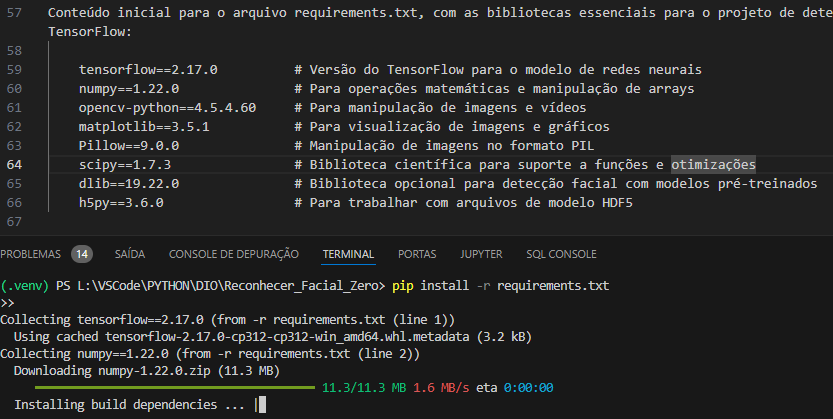 57 Conteúdo inicial para o arquivo requirements.txt, com as bibliotecas essenciais para o projeto de dete
TensorFlow:
58
59 tensorflow==2.17.0 # Versão do TensorFlow para o modelo de redes neurais
60 numpy==1.22.0 # Para operações matemáticas e manipulação de arrays
61 opencv-python==4.5.4.60 # Para manipulação de imagens e vídeos
62 matplotlib==3.5.1 # Para visualização de imagens e gráficos
63 Pillow==9.0.0 # Manipulação de imagens no formato PIL
64 scipy==1.7.3 # Biblioteca científica para suporte a funções e otimizações
65 dlib==19.22.0 # Biblioteca opcional para detecção facial com modelos pré-treinados
66 h5py==3.6.0 # Para trabalhar com arquivos de modelo HDF5
67
PROBLEMAS 14 SAÍDA CONSOLE DE DEPURAÇÃO TERMINAL PORTAS JUPYTER SQL CONSOLE
(.venv) PS L:\VSCode\PYTHON\DIO\Reconhecer_Facial_Zero> pip install -r requirements.txt
>>
Collecting tensorflow==2.17.0 (from -r requirements.txt (line 1))
Using cached tensorflow-2.17.0-cp312-cp312-win_amd64.whl.metadata (3.2 kB)
Collecting numpy==1.22.0 (from -r requirements.txt (line 2))
Downloading numpy-1.22.0.zip (11.3 MB)
11.3/11.3 MB 1.6 MB/s eta 0:00:00
Installing build dependencies ... |